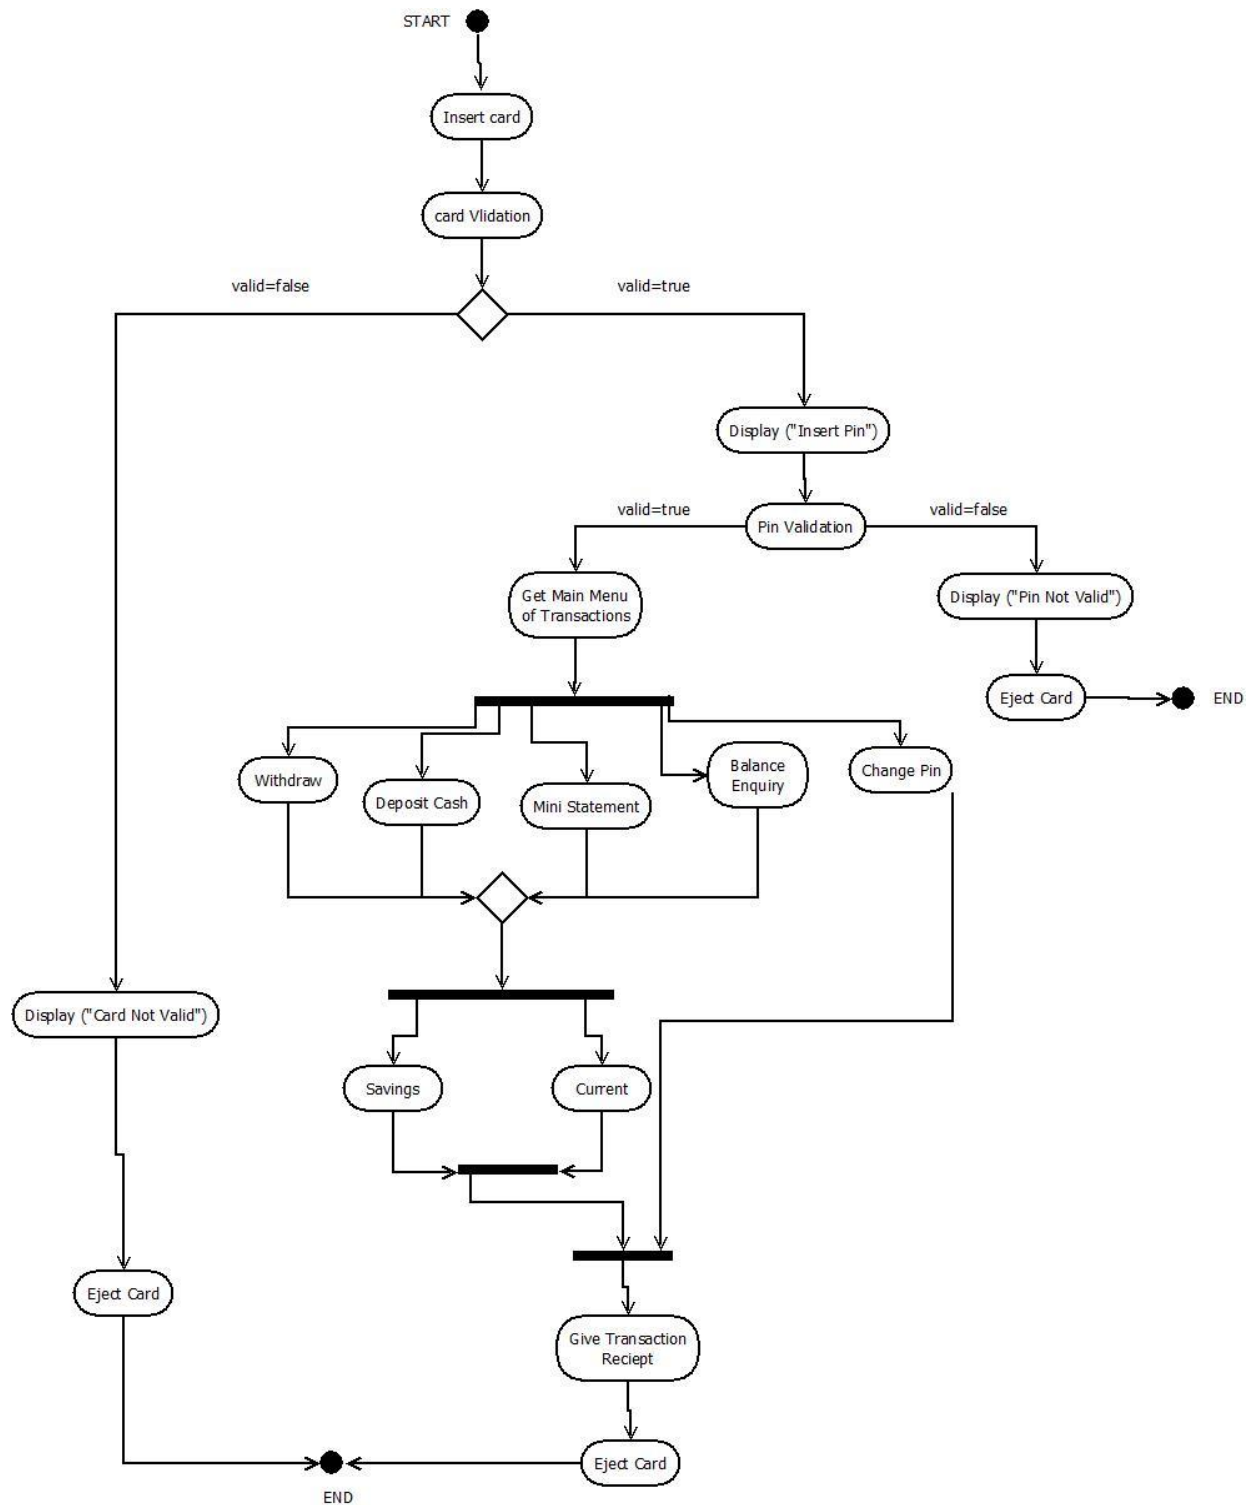 START
Insert card
card Vlidation
valid=false
valid=true
Display ("Insert Pin")
valid=true
Pin Validation
valid=false
Get Main Menu
of Transactions
Display ("Pin Not Valid")
Eject Card
END
Withdraw
Deposit Cash
Mini Statement
Balance
Enquiry
Change Pin
Display ("Card Not Valid")
Savings
Current
Eject Card
Give Transaction
Reciept
Eject Card
END